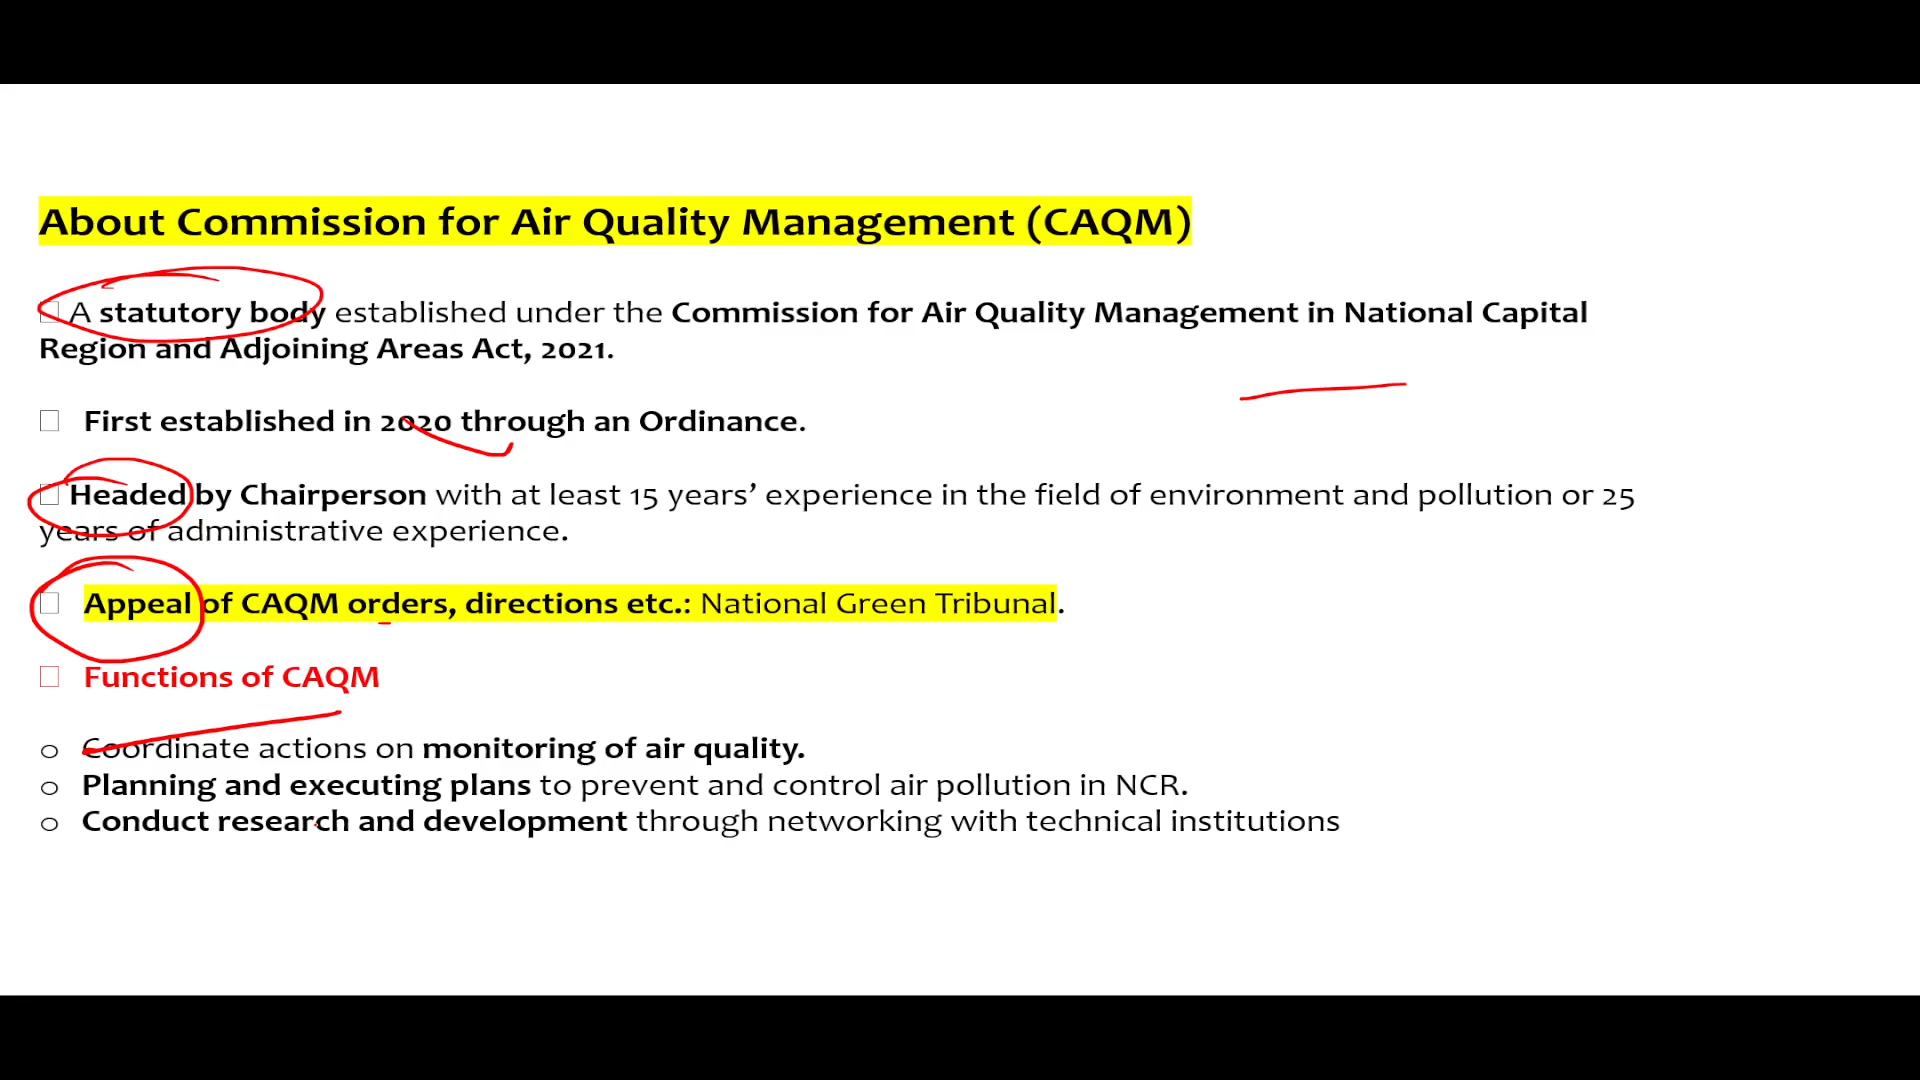 About Commission for Air Quality Management (CAQM)
A statutory body established under the Commission for Air Quality Management in National Capital
Region and Adjoining Areas Act, 2021.
First established in 2020 through an Ordinance.
Headed by Chairperson with at least 15 years’ experience in the field of environment and pollution or 25
years of administrative experience.
Appeal of CAQM orders, directions etc.: National Green Tribunal.
Functions of CAQM
o Coordinate actions on monitoring of air quality.
o Planning and executing plans to prevent and control air pollution in NCR.
o Conduct research and development through networking with technical institutions